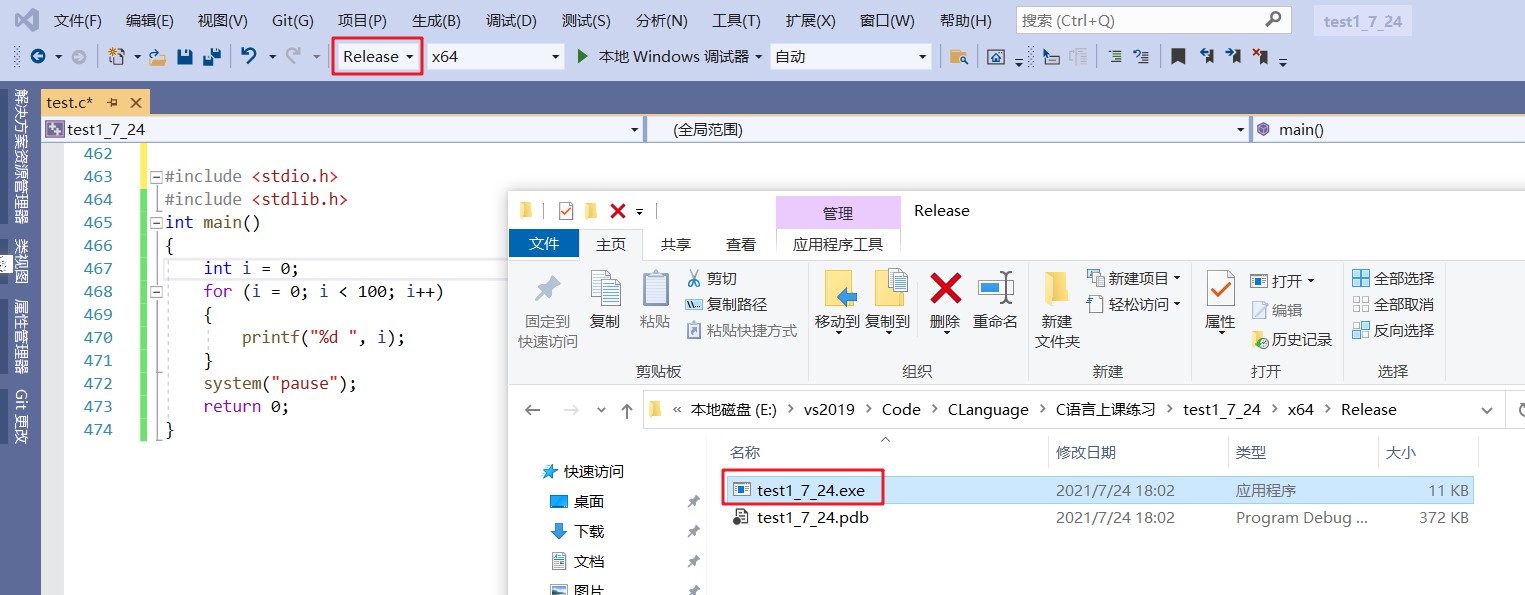 文件(F) 编辑(E) 视图(V) Git(G) 项目(P) 生成(B) 调试(D) 测试(S) 分析(N) 工具(T) 扩展(X) 窗口(W) 帮助(H) 搜索 (Ctrl+Q) test1_7_24
Release x64 本地 Windows 调试器 自动
解决方案资源管理器
类视图
属性管理器
Git 更改
test.c*
test1_7_24 (全局范围) main()
462
463 #include <stdio.h>
464 #include <stdlib.h>
465 int main()
466 {
467 int i = 0;
468 for (i = 0; i < 100; i++)
469 {
470 printf("%d ", i);
471 }
472 system("pause");
473 return 0;
474 }
管理 Release
文件 主页 共享 查看 应用程序工具
固定到
快速访问
复制
粘贴
剪切
复制路径
粘贴快捷方式
剪贴板
移动到 复制到 删除 重命名
组织
新建
文件夹
新建项目
轻松访问
新建
属性
打开
编辑
历史记录
打开
全部选择
全部取消
反向选择
选择
« 本地磁盘 (E:) › vs2019 › Code › CLanguage › C语言上课练习 › test1_7_24 › x64 › Release
名称 修改日期 类型 大小
快速访问
桌面
下载
文档
图片
test1_7_24.exe 2021/7/24 18:02 应用程序 11 KB
test1_7_24.pdb 2021/7/24 18:02 Program Debug ... 372 KB